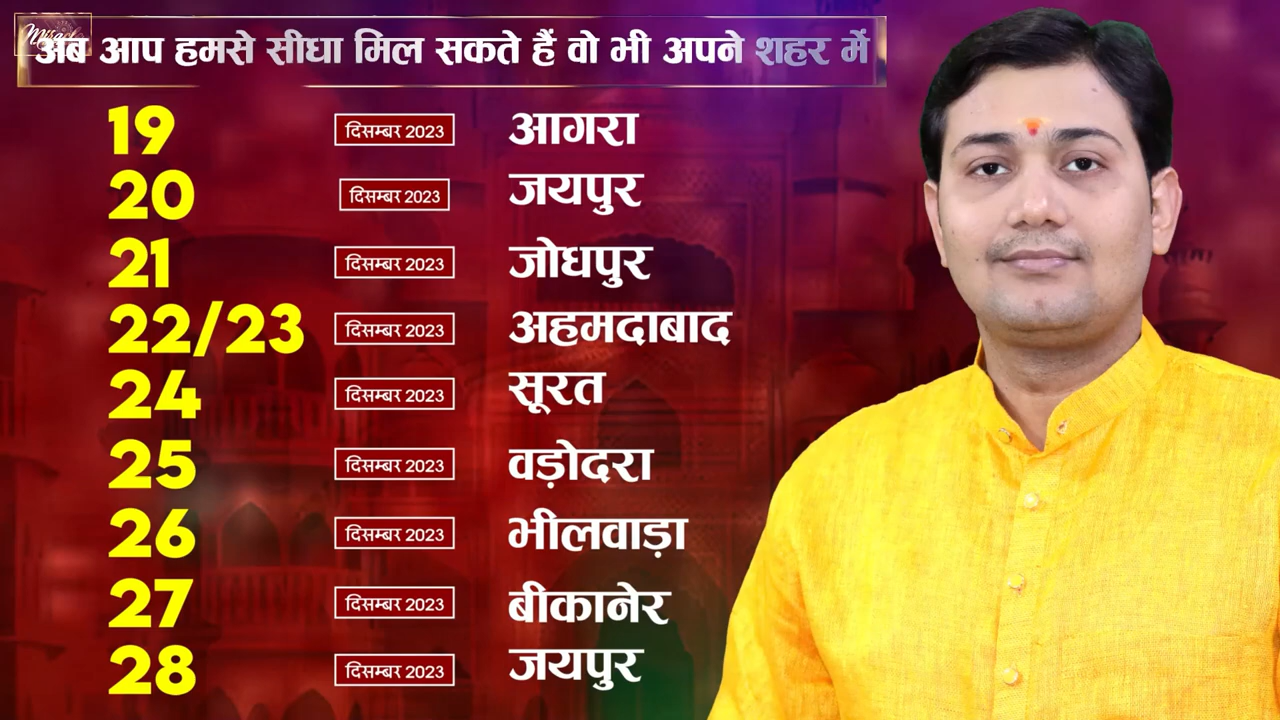 अब आप हमसे सीधा मिल सकते हैं वो भी अपने शहर में
19 दिसम्बर 2023 आगरा
20 दिसम्बर 2023 जयपुर
21 दिसम्बर 2023 जोधपुर
22/23 दिसम्बर 2023 अहमदाबाद
24 दिसम्बर 2023 सूरत
25 दिसम्बर 2023 वड़ोदरा
26 दिसम्बर 2023 भीलवाड़ा
27 दिसम्बर 2023 बीकानेर
28 दिसम्बर 2023 जयपुर